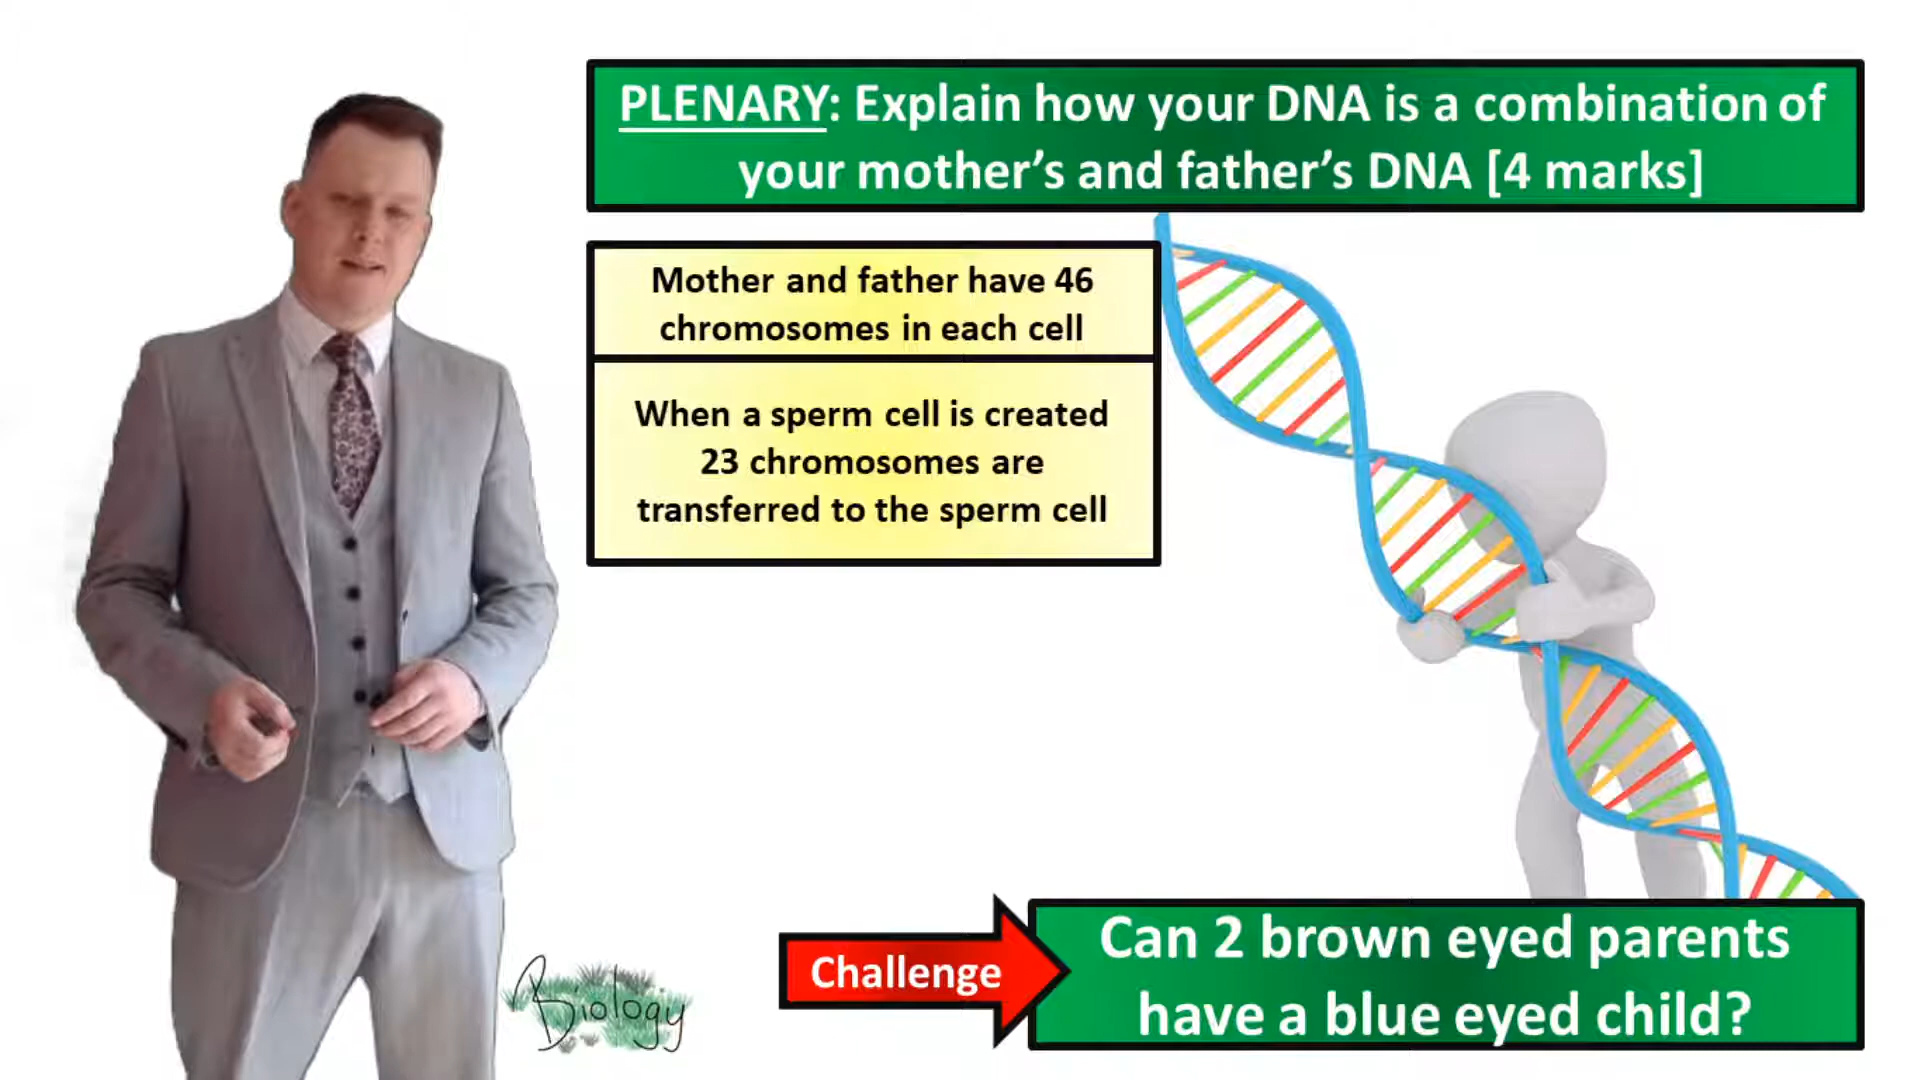 PLENARY: Explain how your DNA is a combination of
your mother’s and father’s DNA [4 marks]
Mother and father have 46
chromosomes in each cell
When a sperm cell is created
23 chromosomes are
transferred to the sperm cell
Challenge
Can 2 brown eyed parents
have a blue eyed child?
Biology